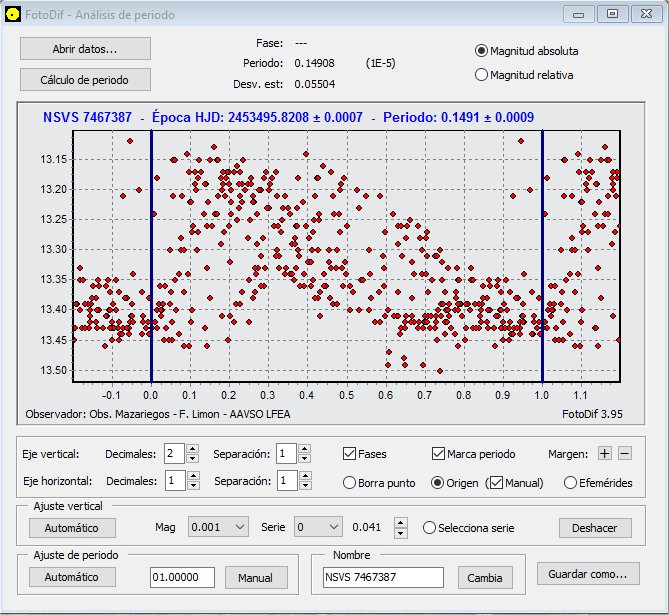 FotoDif - Análisis de periodo
Abrir datos...
Cálculo de periodo
Fase: ---
Periodo: 0.14908 (1E-5)
Desv. est: 0.05504
Magnitud absoluta
Magnitud relativa
NSVS 7467387 - Época HJD: 2453495.8208 ± 0.0007 - Periodo: 0.1491 ± 0.0009
13.15
13.20
13.25
13.30
13.35
13.40
13.45
13.50
-0.1 0.0 0.1 0.2 0.3 0.4 0.5 0.6 0.7 0.8 0.9 1.0 1.1
Observador: Obs. Mazariegos - F. Limon - AAVSO LFEA FotoDif 3.95
Eje vertical: Decimales: 2 Separación: 1 Fases Marca periodo Margen: + −
Eje horizontal: Decimales: 1 Separación: 1 Borra punto Origen ( Manual) Efemérides
Ajuste vertical
Automático Mag 0.001 Serie 0 0.041 Selecciona serie Deshacer
Ajuste de periodo Nombre
Automático 01.00000 Manual NSVS 7467387 Cambia Guardar como...